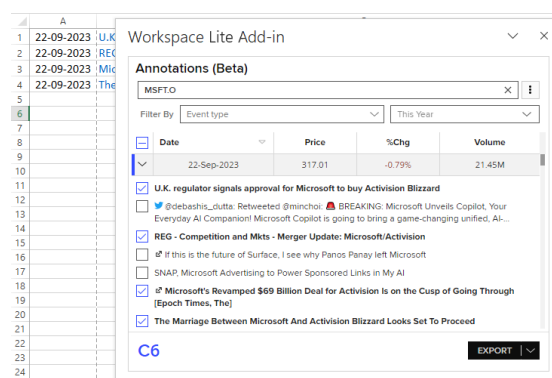 A
1 22-09-2023 U.K
2 22-09-2023 REG
3 22-09-2023 Mic
4 22-09-2023 The
5
6
7
8
9
10
11
12
13
14
15
16
17
18
19
20
21
22
23
24
Workspace Lite Add-in
Annotations (Beta)
MSFT.O
Filter By Event type This Year
Date Price %Chg Volume
22-Sep-2023 317.01 -0.79% 21.45M
U.K. regulator signals approval for Microsoft to buy Activision Blizzard
@debashis_dutta: Retweeted @minchoi: 🚨 BREAKING: Microsoft Unveils Copilot, Your
Everyday AI Companion! Microsoft Copilot is going to bring a game-changing unified, AI-...
REG - Competition and Mkts - Merger Update: Microsoft/Activision
If this is the future of Surface, I see why Panos Panay left Microsoft
SNAP, Microsoft Advertising to Power Sponsored Links in My AI
Microsoft's Revamped $69 Billion Deal for Activision Is on the Cusp of Going Through
[Epoch Times, The]
The Marriage Between Microsoft And Activision Blizzard Looks Set To Proceed
C6
EXPORT